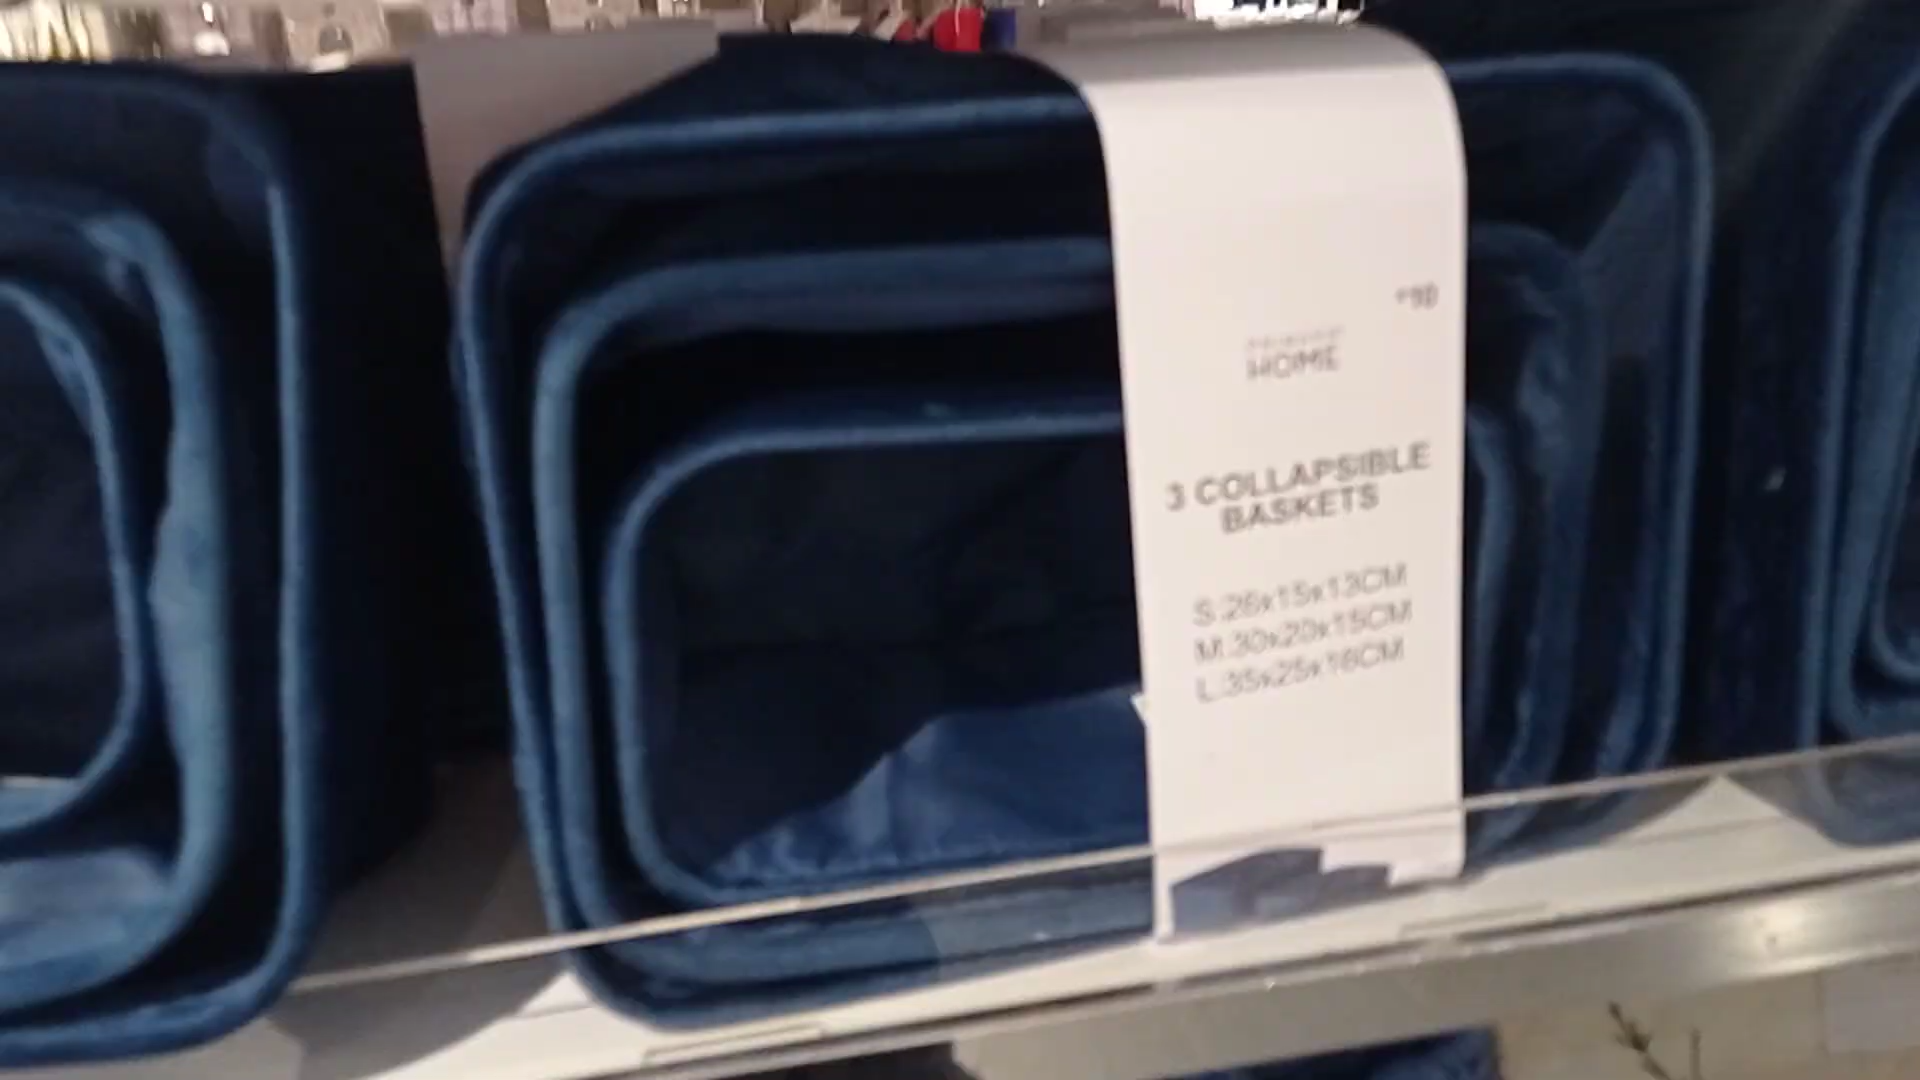 HOME
3 COLLAPSIBLE
BASKETS
S:26x15x13CM
M:30x20x15CM
L:35x25x16CM